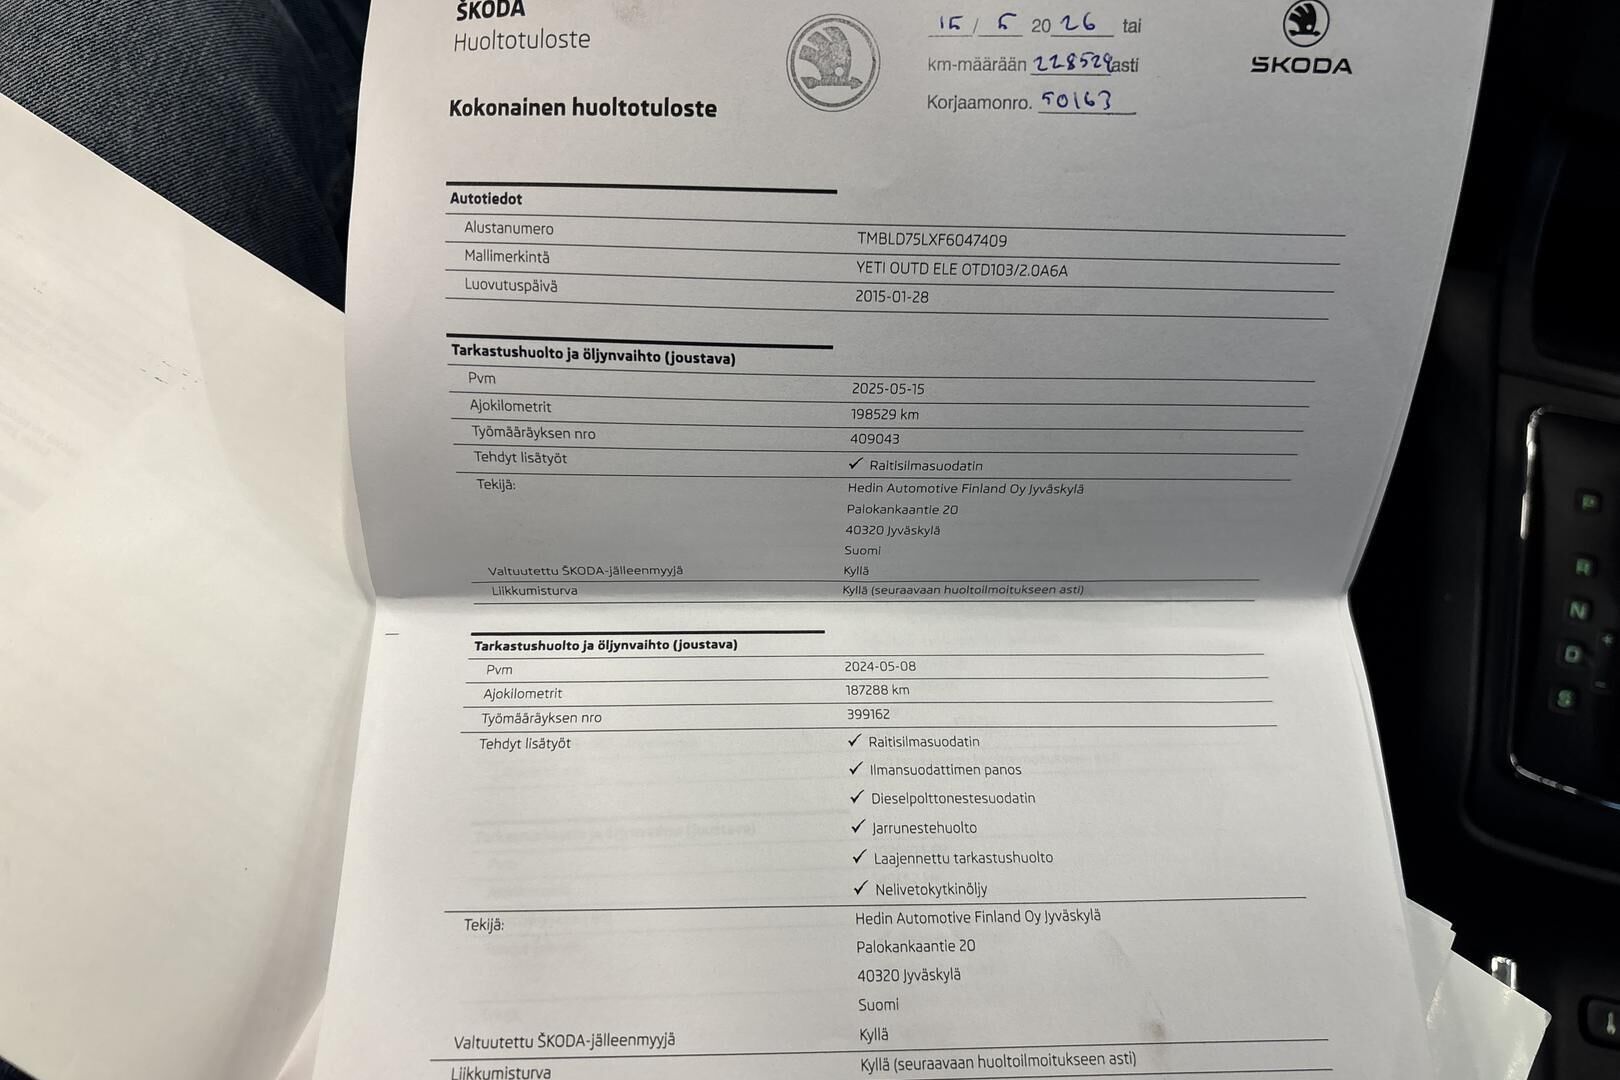 ŠKODA
Huoltotuloste
15 / 5 2026 tai
km-määrään 228529 asti
Korjaamonro. 50163
SKODA
Kokonainen huoltotuloste
Autotiedot
Alustanumero TMBLD75LXF6047409
Mallimerkintä YETI OUTD ELE OTD103/2.0A6A
Luovutuspäivä 2015-01-28
Tarkastushuolto ja öljynvaihto (joustava)
Pvm 2025-05-15
Ajokilometrit 198529 km
Työmääräyksen nro 409043
Tehdyt lisätyöt ✓ Raitisilmasuodatin
Tekijä: Hedin Automotive Finland Oy Jyväskylä
Palokankaantie 20
40320 Jyväskylä
Suomi
Valtuutettu ŠKODA-jälleenmyyjä Kyllä
Liikkumisturva Kyllä (seuraavaan huoltoilmoitukseen asti)
Tarkastushuolto ja öljynvaihto (joustava)
Pvm 2024-05-08
Ajokilometrit 187288 km
Työmääräyksen nro 399162
Tehdyt lisätyöt ✓ Raitisilmasuodatin
✓ Ilmansuodattimen panos
✓ Dieselpolttonestesuodatin
✓ Jarrunestehuolto
✓ Laajennettu tarkastushuolto
✓ Nelivetokytkinöljy
Tekijä: Hedin Automotive Finland Oy Jyväskylä
Palokankaantie 20
40320 Jyväskylä
Suomi
Valtuutettu ŠKODA-jälleenmyyjä Kyllä
Liikkumisturva Kyllä (seuraavaan huoltoilmoitukseen asti)
P
R
N
D
S
+
-